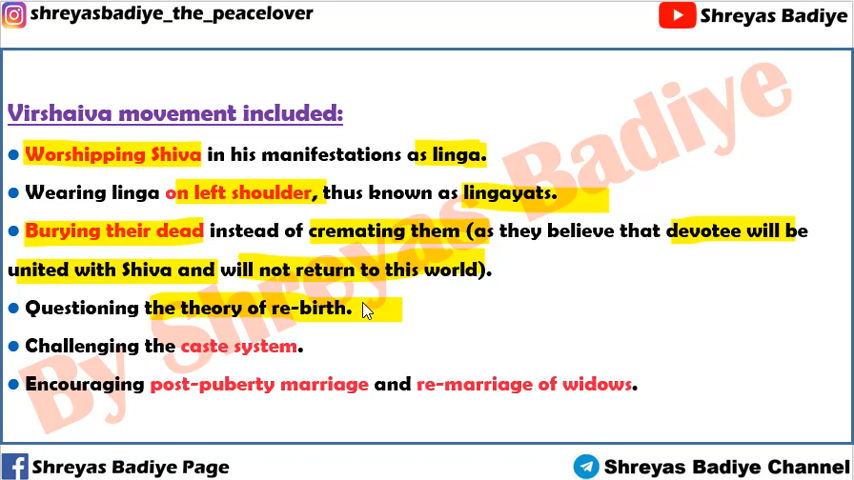 shreyasbadiye_the_peacelover
Shreyas Badiye
Virshaiva movement included:
● Worshipping Shiva in his manifestations as linga.
● Wearing linga on left shoulder, thus known as lingayats.
● Burying their dead instead of cremating them (as they believe that devotee will be
united with Shiva and will not return to this world).
● Questioning the theory of re-birth.
● Challenging the caste system.
● Encouraging post-puberty marriage and re-marriage of widows.
By Shreyas Badiye
Shreyas Badiye Page
Shreyas Badiye Channel